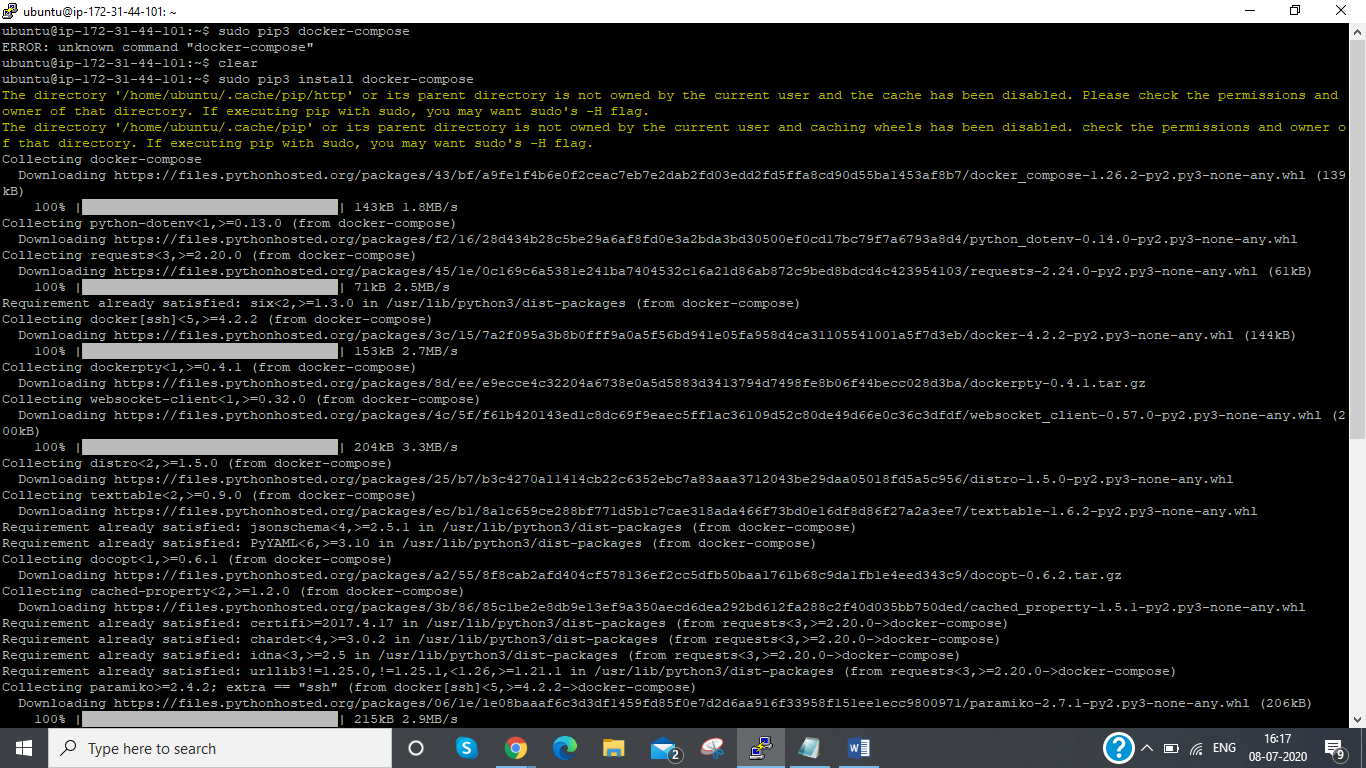 ubuntu@ip-172-31-44-101: ~
ubuntu@ip-172-31-44-101:~$ sudo pip3 docker-compose
ERROR: unknown command "docker-compose"
ubuntu@ip-172-31-44-101:~$ clear
ubuntu@ip-172-31-44-101:~$ sudo pip3 install docker-compose
The directory '/home/ubuntu/.cache/pip/http' or its parent directory is not owned by the current user and the cache has been disabled. Please check the permissions and
owner of that directory. If executing pip with sudo, you may want sudo's -H flag.
The directory '/home/ubuntu/.cache/pip' or its parent directory is not owned by the current user and caching wheels has been disabled. check the permissions and owner o
f that directory. If executing pip with sudo, you may want sudo's -H flag.
Collecting docker-compose
  Downloading https://files.pythonhosted.org/packages/43/bf/a9fe1f4b6e0f2ceac7eb7e2dab2fd03edd2fd5ffa8cd90d55ba1453af8b7/docker_compose-1.26.2-py2.py3-none-any.whl (139
kB)
    100% |████████████████████████████████| 143kB 1.8MB/s
Collecting python-dotenv<1,>=0.13.0 (from docker-compose)
  Downloading https://files.pythonhosted.org/packages/f2/16/28d434b28c5be29a6af8fd0e3a2bda3bd30500ef0cd17bc79f7a6793a8d4/python_dotenv-0.14.0-py2.py3-none-any.whl
Collecting requests<3,>=2.20.0 (from docker-compose)
  Downloading https://files.pythonhosted.org/packages/45/1e/0c169c6a5381e241ba7404532c16a21d86ab872c9bed8bdcd4c423954103/requests-2.24.0-py2.py3-none-any.whl (61kB)
    100% |████████████████████████████████| 71kB 2.5MB/s
Requirement already satisfied: six<2,>=1.3.0 in /usr/lib/python3/dist-packages (from docker-compose)
Collecting docker[ssh]<5,>=4.2.2 (from docker-compose)
  Downloading https://files.pythonhosted.org/packages/3c/15/7a2f095a3b8b0fff9a0a5f56bd941e05fa958d4ca31105541001a5f7d3eb/docker-4.2.2-py2.py3-none-any.whl (144kB)
    100% |████████████████████████████████| 153kB 2.7MB/s
Collecting dockerpty<1,>=0.4.1 (from docker-compose)
  Downloading https://files.pythonhosted.org/packages/8d/ee/e9ecce4c32204a6738e0a5d5883d3413794d7498fe8b06f44becc028d3ba/dockerpty-0.4.1.tar.gz
Collecting websocket-client<1,>=0.32.0 (from docker-compose)
  Downloading https://files.pythonhosted.org/packages/4c/5f/f61b420143ed1c8dc69f9eaec5ff1ac36109d52c80de49d66e0c36c3dfdf/websocket_client-0.57.0-py2.py3-none-any.whl (2
00kB)
    100% |████████████████████████████████| 204kB 3.3MB/s
Collecting distro<2,>=1.5.0 (from docker-compose)
  Downloading https://files.pythonhosted.org/packages/25/b7/b3c4270a11414cb22c6352ebc7a83aaa3712043be29daa05018fd5a5c956/distro-1.5.0-py2.py3-none-any.whl
Collecting texttable<2,>=0.9.0 (from docker-compose)
  Downloading https://files.pythonhosted.org/packages/ec/b1/8a1c659ce288bf771d5b1c7cae318ada466f73bd0e16df8d86f27a2a3ee7/texttable-1.6.2-py2.py3-none-any.whl
Requirement already satisfied: jsonschema<4,>=2.5.1 in /usr/lib/python3/dist-packages (from docker-compose)
Requirement already satisfied: PyYAML<6,>=3.10 in /usr/lib/python3/dist-packages (from docker-compose)
Collecting docopt<1,>=0.6.1 (from docker-compose)
  Downloading https://files.pythonhosted.org/packages/a2/55/8f8cab2afd404cf578136ef2cc5dfb50baa1761b68c9da1fb1e4eed343c9/docopt-0.6.2.tar.gz
Collecting cached-property<2,>=1.2.0 (from docker-compose)
  Downloading https://files.pythonhosted.org/packages/3b/86/85c1be2e8db9e13ef9a350aecd6dea292bd612fa288c2f40d035bb750ded/cached_property-1.5.1-py2.py3-none-any.whl
Requirement already satisfied: certifi>=2017.4.17 in /usr/lib/python3/dist-packages (from requests<3,>=2.20.0->docker-compose)
Requirement already satisfied: chardet<4,>=3.0.2 in /usr/lib/python3/dist-packages (from requests<3,>=2.20.0->docker-compose)
Requirement already satisfied: idna<3,>=2.5 in /usr/lib/python3/dist-packages (from requests<3,>=2.20.0->docker-compose)
Requirement already satisfied: urllib3!=1.25.0,!=1.25.1,<1.26,>=1.21.1 in /usr/lib/python3/dist-packages (from requests<3,>=2.20.0->docker-compose)
Collecting paramiko>=2.4.2; extra == "ssh" (from docker[ssh]<5,>=4.2.2->docker-compose)
  Downloading https://files.pythonhosted.org/packages/06/1e/1e08baaaf6c3d3df1459fd85f0e7d2d6aa916f33958f151ee1ecc9800971/paramiko-2.7.1-py2.py3-none-any.whl (206kB)
    100% |████████████████████████████████| 215kB 2.9MB/s
Type here to search
2
ENG
16:17
08-07-2020
9